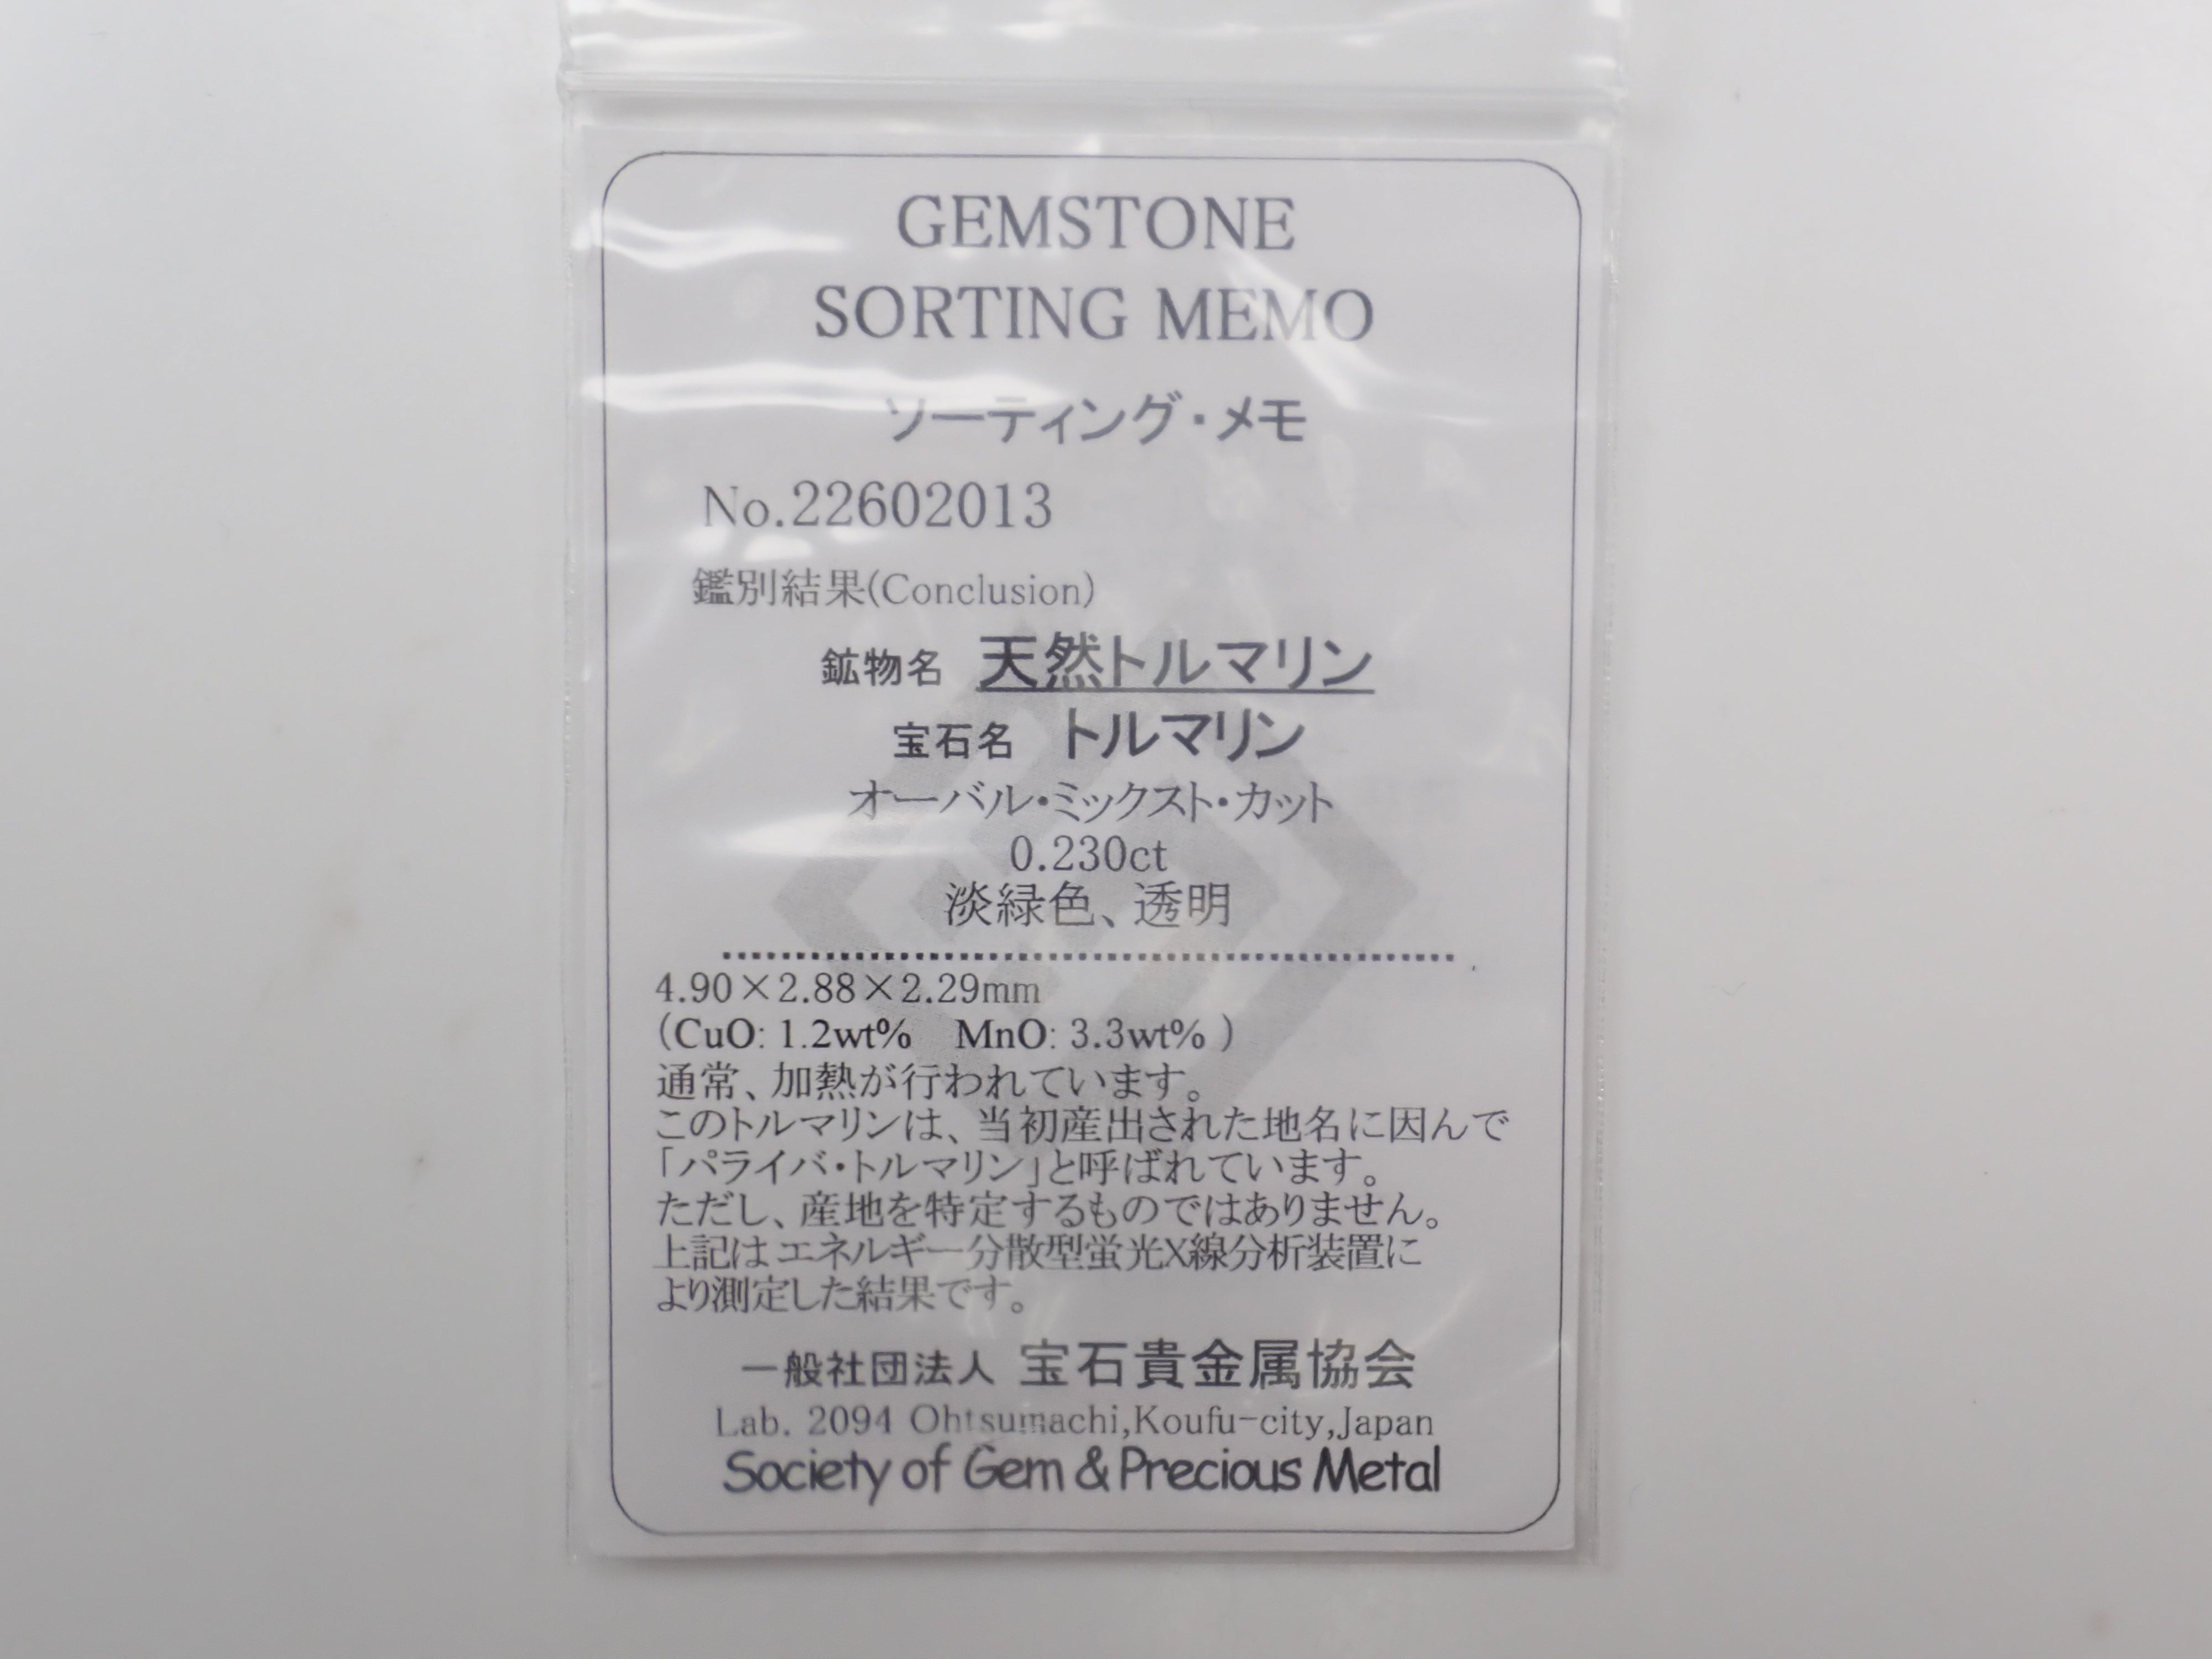 GEMSTONE
SORTING MEMO
ソーティング・メモ
No.22602013
鑑別結果(Conclusion)
鉱物名 天然トルマリン
宝石名 トルマリン
オーバル・ミックスト・カット
0.230ct
淡緑色、透明
4.90×2.88×2.29mm
(CuO: 1.2wt% MnO: 3.3wt% )
通常、加熱が行われています。
このトルマリンは、当初産出された地名に因んで
「パライバ・トルマリン」と呼ばれています。
ただし、産地を特定するものではありません。
上記はエネルギー分散型蛍光X線分析装置に
より測定した結果です。
一般社団法人 宝石貴金属協会
Lab. 2094 Ohtsumachi,Koufu-city,Japan
Society of Gem & Precious Metal